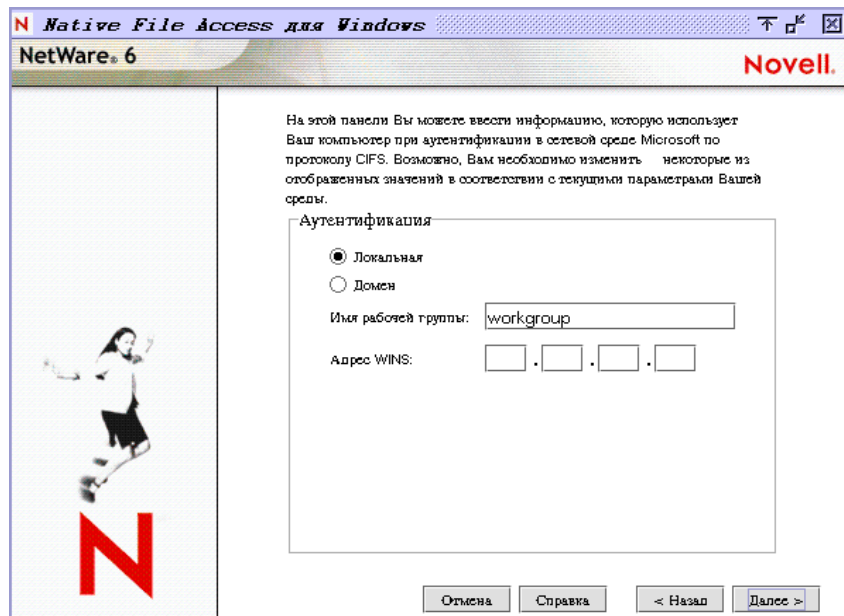 N Native File Access для Windows
NetWare® 6
Novell.
На этой панели Вы можете ввести информацию, которую использует
Ваш компьютер при аутентификации в сетевой среде Microsoft по
протоколу CIFS. Возможно, Вам необходимо изменить некоторые из
отображенных значений в соответствии с текущими параметрами Вашей
среды.
Аутентификация
Локальная
Домен
Имя рабочей группы: workgroup
Адрес WINS: . . .
N
Отмена Справка < Назад Далее >